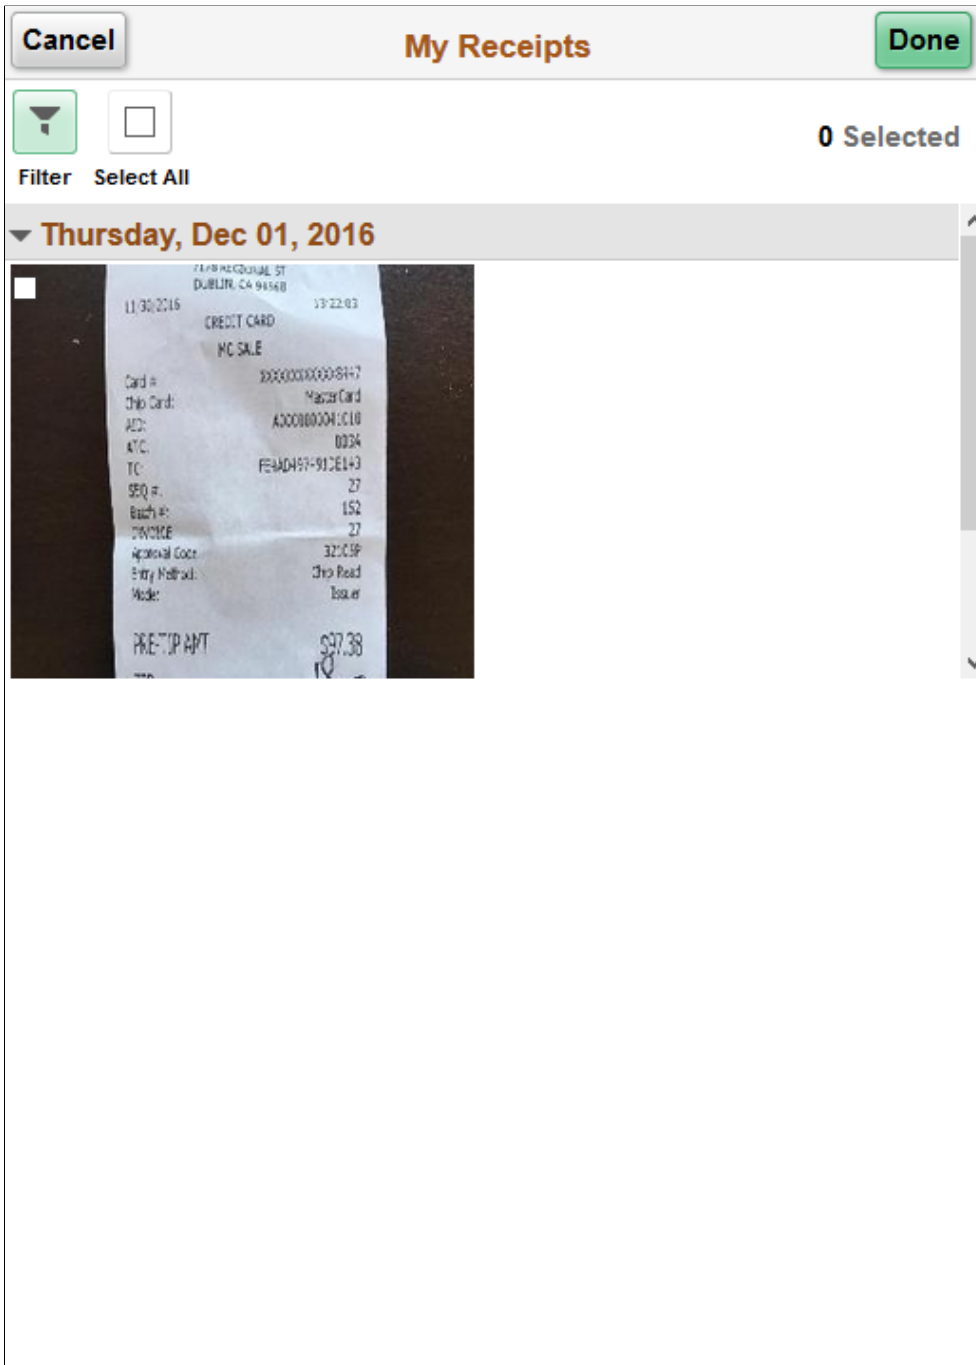 Cancel My Receipts Done
0 Selected
Filter Select All
Thursday, Dec 01, 2016
REGIONAL ST
DUBLIN, CA 94568
11/30/2016 13:22:03
CREDIT CARD
MC SALE
Card #
Chip Card: MasterCard
AID:
ATC:
TC:
SEQ #: 27
Batch #: 152
INVOICE 27
Approval Code:
Entry Method: Chip Read
Mode: Issuer
PRE-TIP AMT $97.38